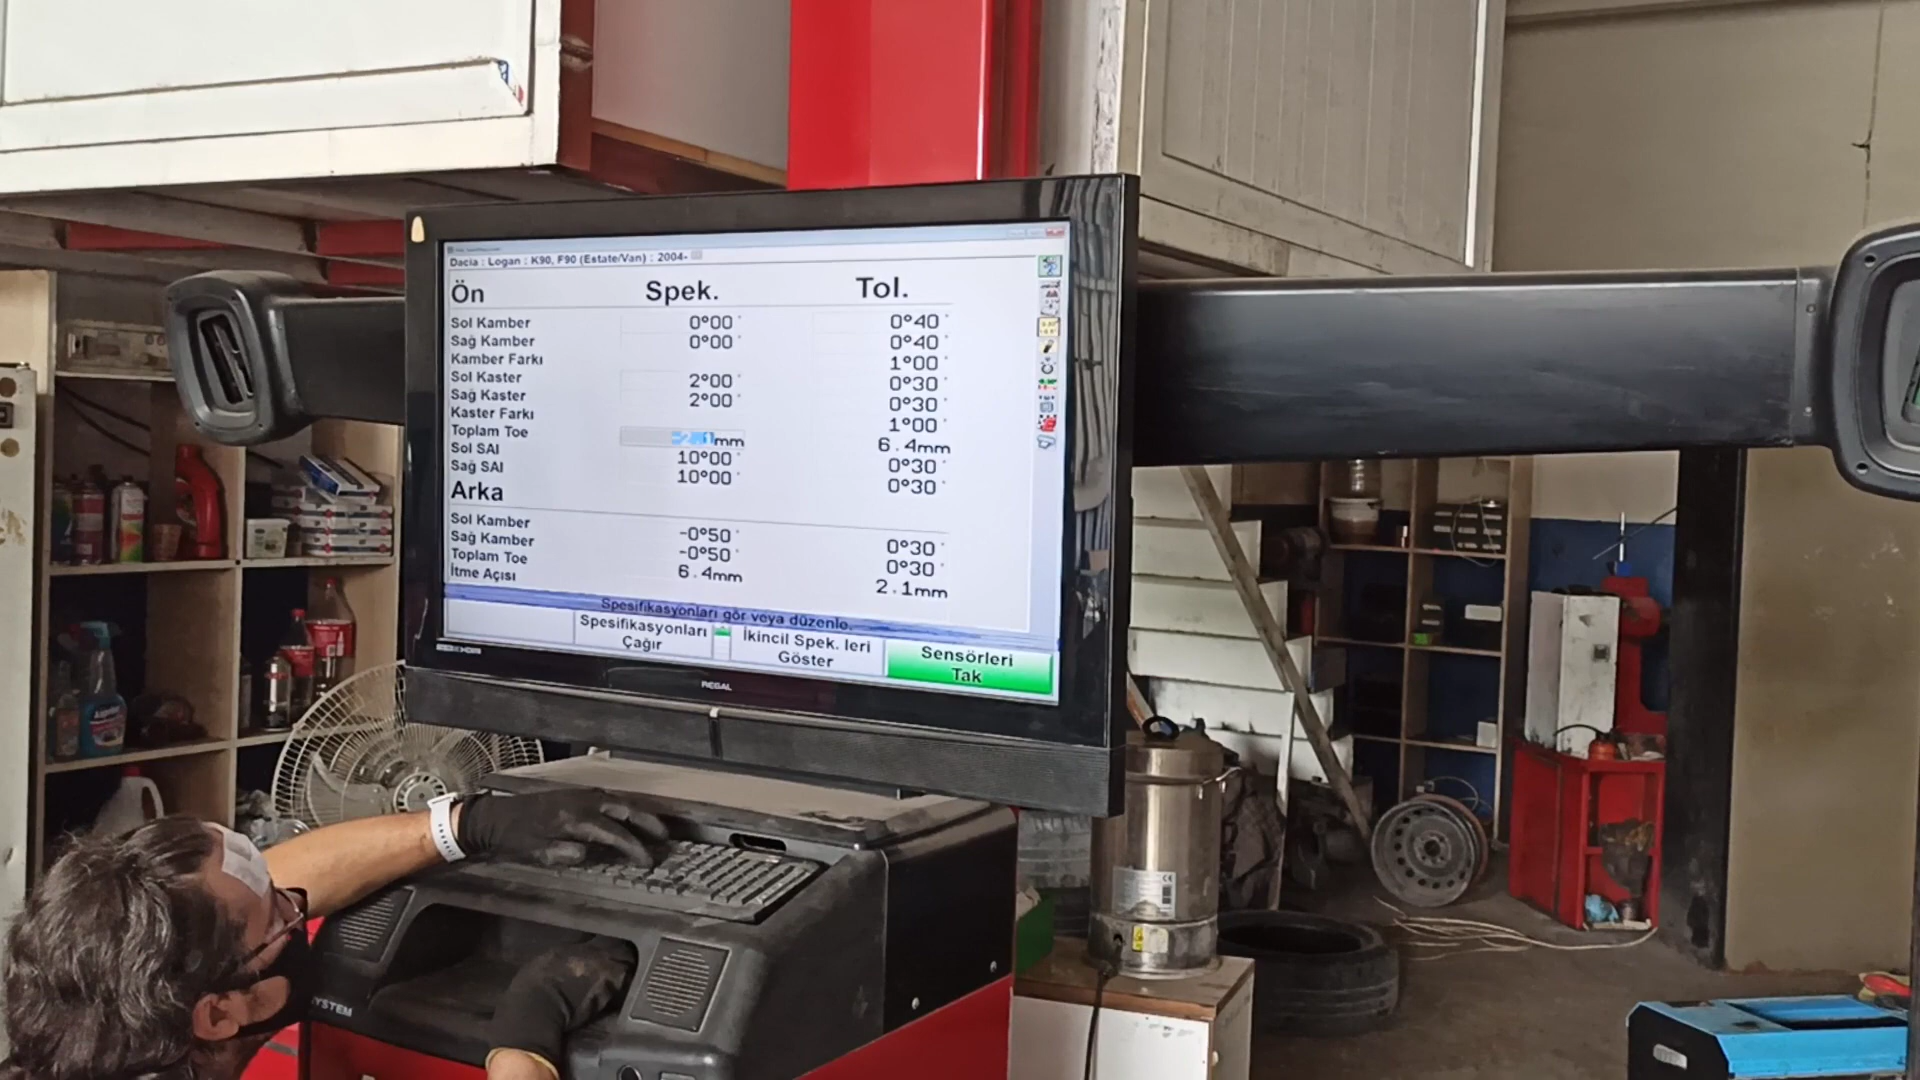 Dacia : Logan : K90, F90 (Estate/Van) : 2004-
Ön Spek. Tol.
Sol Kamber 0°00 0°40
Sağ Kamber 0°00 0°40
Kamber Farkı 1°00
Sol Kaster 2°00 0°30
Sağ Kaster 2°00 0°30
Kaster Farkı 1°00
Toplam Toe -2.1mm 6.4mm
Sol SAI 10°00 0°30
Sağ SAI 10°00 0°30
Arka
Sol Kamber -0°50 0°30
Sağ Kamber -0°50 0°30
Toplam Toe 6.4mm 2.1mm
İtme Açısı
Spesifikasyonları gör veya düzenle.
Spesifikasyonları
Çağır
İkincil Spek. leri
Göster
Sensörleri
Tak
REGAL
YSTEM